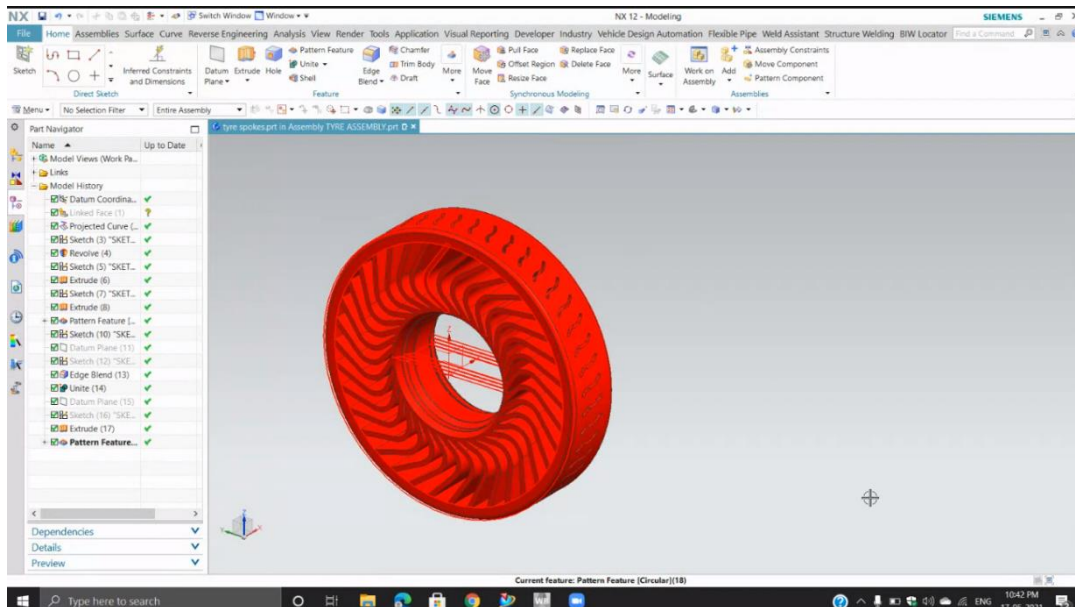 NX Switch Window Window NX 12 - Modeling SIEMENS
File Home Assemblies Surface Curve Reverse Engineering Analysis View Render Tools Application Visual Reporting Developer Industry Vehicle Design Automation Flexible Pipe Weld Assistant Structure Welding BIW Locator Find a Command
Pattern Feature Chamfer Pull Face Replace Face Assembly Constraints
Unite Trim Body Offset Region Delete Face Move Component
Shell Draft Resize Face Pattern Component
Sketch Inferred Constraints and Dimensions Datum Plane Extrude Hole Edge Blend More Move Face More Surface Work on Assembly Add
Direct Sketch Feature Synchronous Modeling Assemblies
Menu No Selection Filter Entire Assembly
Part Navigator tyre spokes.prt in Assembly TYRE ASSEMBLY.prt
Name Up to Date
Model Views (Work Pa...
Links
Model History
Datum Coordina...
Linked Face (1) ?
Projected Curve (...
Sketch (3) "SKET...
Revolve (4)
Sketch (5) "SKET...
Extrude (6)
Sketch (7) "SKET...
Extrude (8)
Pattern Feature [...
Sketch (10) "SKE...
Datum Plane (11)
Sketch (12) "SKE...
Edge Blend (13)
Unite (14)
Datum Plane (15)
Sketch (16) "SKE...
Extrude (17)
Pattern Feature...
Dependencies
Details
Preview
Current feature: Pattern Feature [Circular](18)
Type here to search ENG 10:42 PM